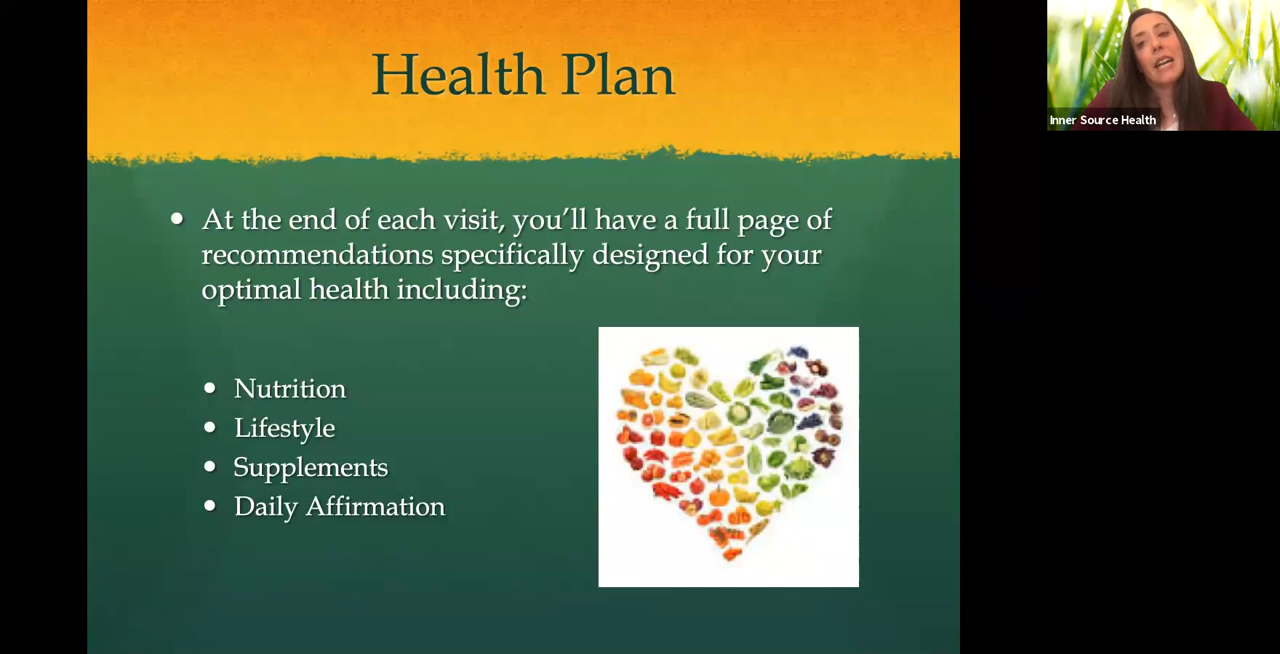 Health Plan
At the end of each visit, you’ll have a full page of
recommendations specifically designed for your
optimal health including:
Nutrition
Lifestyle
Supplements
Daily Affirmation
Inner Source Health